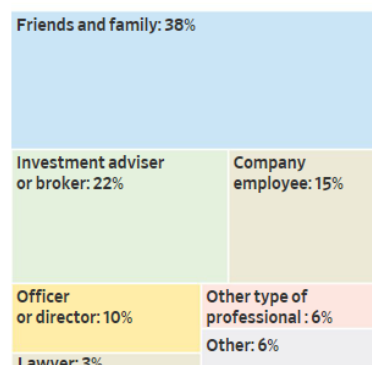 Friends and family: 38%
Investment adviser
or broker: 22%
Company
employee: 15%
Officer
or director: 10%
Other type of
professional : 6%
Other: 6%
Lawyer: 3%